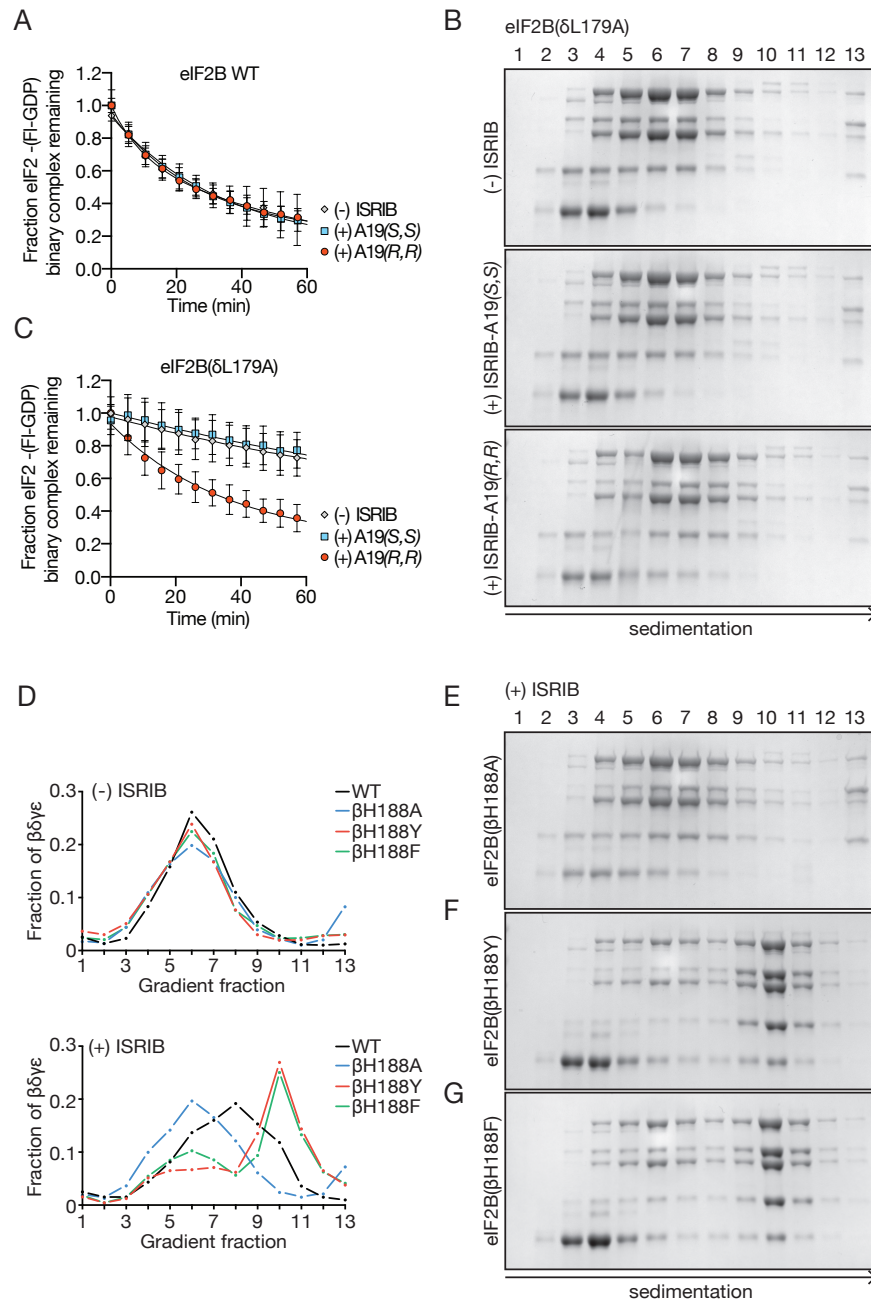 A
eIF2B WT
Fraction eIF2 -(Fl-GDP)
binary complex remaining
1.2
1.0
0.8
0.6
0.4
0.2
0.0
0 20 40 60
Time (min)
(-) ISRIB
(+) A19(S,S)
(+) A19(R,R)
B
eIF2B(δL179A)
1 2 3 4 5 6 7 8 9 10 11 12 13
(-) ISRIB
(+) ISRIB-A19(S,S)
(+) ISRIB-A19(R,R)
sedimentation
C
eIF2B(δL179A)
Fraction eIF2 -(Fl-GDP)
binary complex remaining
1.2
1.0
0.8
0.6
0.4
0.2
0.0
0 20 40 60
Time (min)
(-) ISRIB
(+) A19(S,S)
(+) A19(R,R)
D
(-) ISRIB
Fraction of βδγε
0.3
0.2
0.1
0
1 3 5 7 9 11 13
Gradient fraction
WT
βH188A
βH188Y
βH188F
(+) ISRIB
Fraction of βδγε
0.3
0.2
0.1
0
1 3 5 7 9 11 13
Gradient fraction
WT
βH188A
βH188Y
βH188F
E
(+) ISRIB
1 2 3 4 5 6 7 8 9 10 11 12 13
eIF2B(βH188A)
F
eIF2B(βH188Y)
G
eIF2B(βH188F)
sedimentation